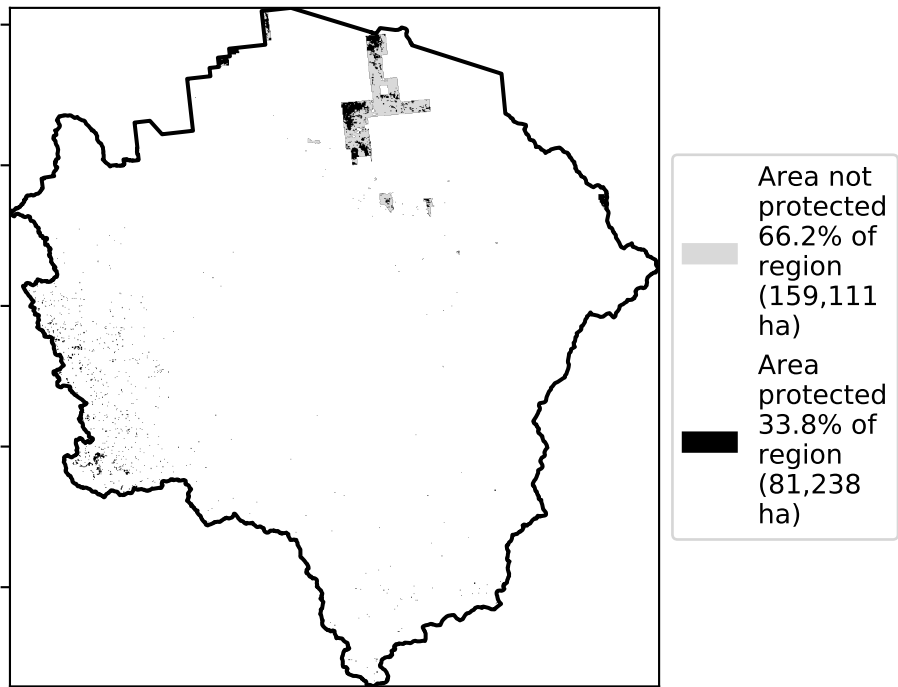 Area not
protected
66.2% of
region
(159,111
ha)
Area
protected
33.8% of
region
(81,238
ha)